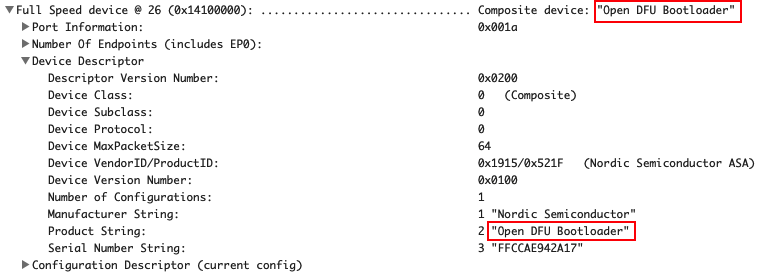 Full Speed device @ 26 (0x14100000): ............................... Composite device: "Open DFU Bootloader"
Port Information: 0x001a
Number Of Endpoints (includes EP0):
Device Descriptor
Descriptor Version Number: 0x0200
Device Class: 0 (Composite)
Device Subclass: 0
Device Protocol: 0
Device MaxPacketSize: 64
Device VendorID/ProductID: 0x1915/0x521F (Nordic Semiconductor ASA)
Device Version Number: 0x0100
Number of Configurations: 1
Manufacturer String: 1 "Nordic Semiconductor"
Product String: 2 "Open DFU Bootloader"
Serial Number String: 3 "FFCCAE942A17"
Configuration Descriptor (current config)